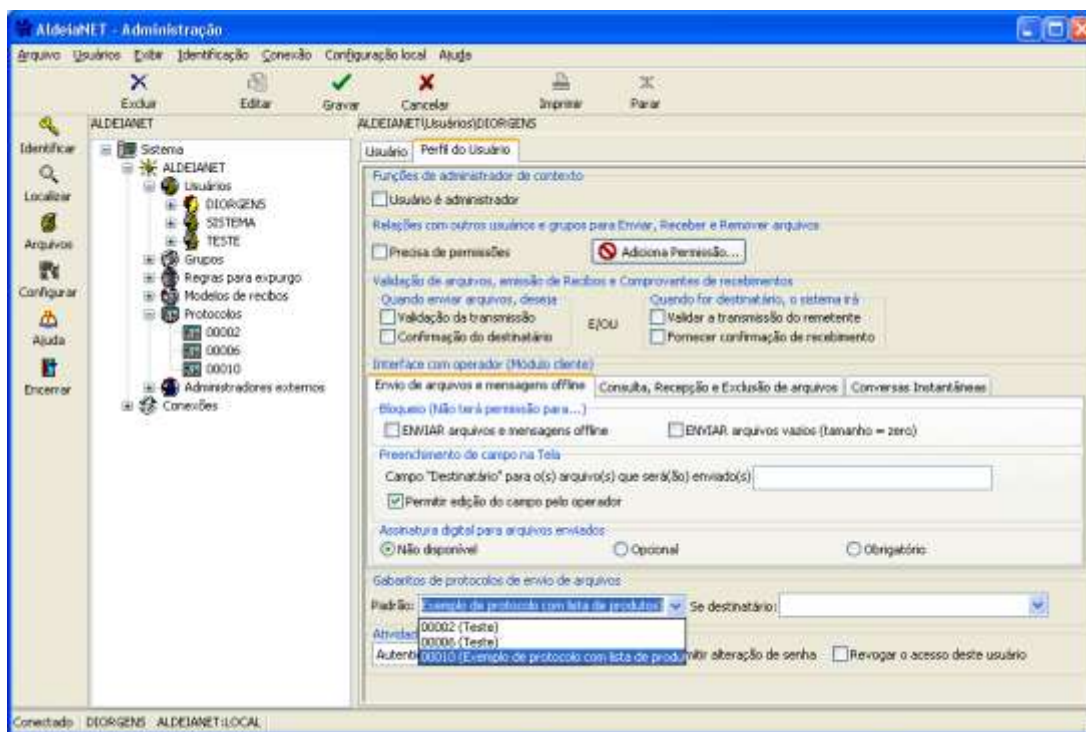 AldeiaNET - Administração
Arquivo Usuários Exibir Identificação Conexão Configuração local Ajuda
Excluir Editar Gravar Cancelar Imprimir Parar
Identificar
Localizar
Arquivos
Configurar
Ajuda
Encerrar
ALDEIANET
Sistema
ALDEIANET
Usuários
DIORGENS
SISTEMA
TESTE
Grupos
Regras para expurgo
Modelos de recibos
Protocolos
00002
00006
00010
Administradores externos
Conexões
ALDEIANET\Usuários\DIORGENS
Usuário Perfil do Usuário
Funções de administrador de contexto
Usuário é administrador
Relações com outros usuários e grupos para Enviar, Receber e Remover arquivos
Precisa de permissões Adiciona Permissão...
Validação de arquivos, emissão de Recibos e Comprovantes de recebimentos
Quando enviar arquivos, deseja Quando for destinatário, o sistema irá
Validação da transmissão E/OU Validar a transmissão do remetente
Confirmação do destinatário Fornecer confirmação de recebimento
Interface com operador (Módulo cliente)
Envio de arquivos e mensagens offline Consulta, Recepção e Exclusão de arquivos Conversas Instantâneas
Bloqueio (Não terá permissão para...)
ENVIAR arquivos e mensagens offline ENVIAR arquivos vazios (tamanho = zero)
Preenchimento de campo na Tela
Campo "Destinatário" para o(s) arquivo(s) que será(ão) enviado(s)
Permitir edição do campo pelo operador
Assinatura digital para arquivos enviados
Não disponível Opcional Obrigatório
Gabaritos de protocolos de envio de arquivos
Padrão: Exemplo de protocolo com lista de produtos Se destinatário:
00002 (Teste)
00006 (Teste)
00010 (Exemplo de protocolo com lista de produ
Ativida
Autenti mitir alteração de senha Revogar o acesso deste usuário
Conectado DIORGENS ALDEIANET:LOCAL